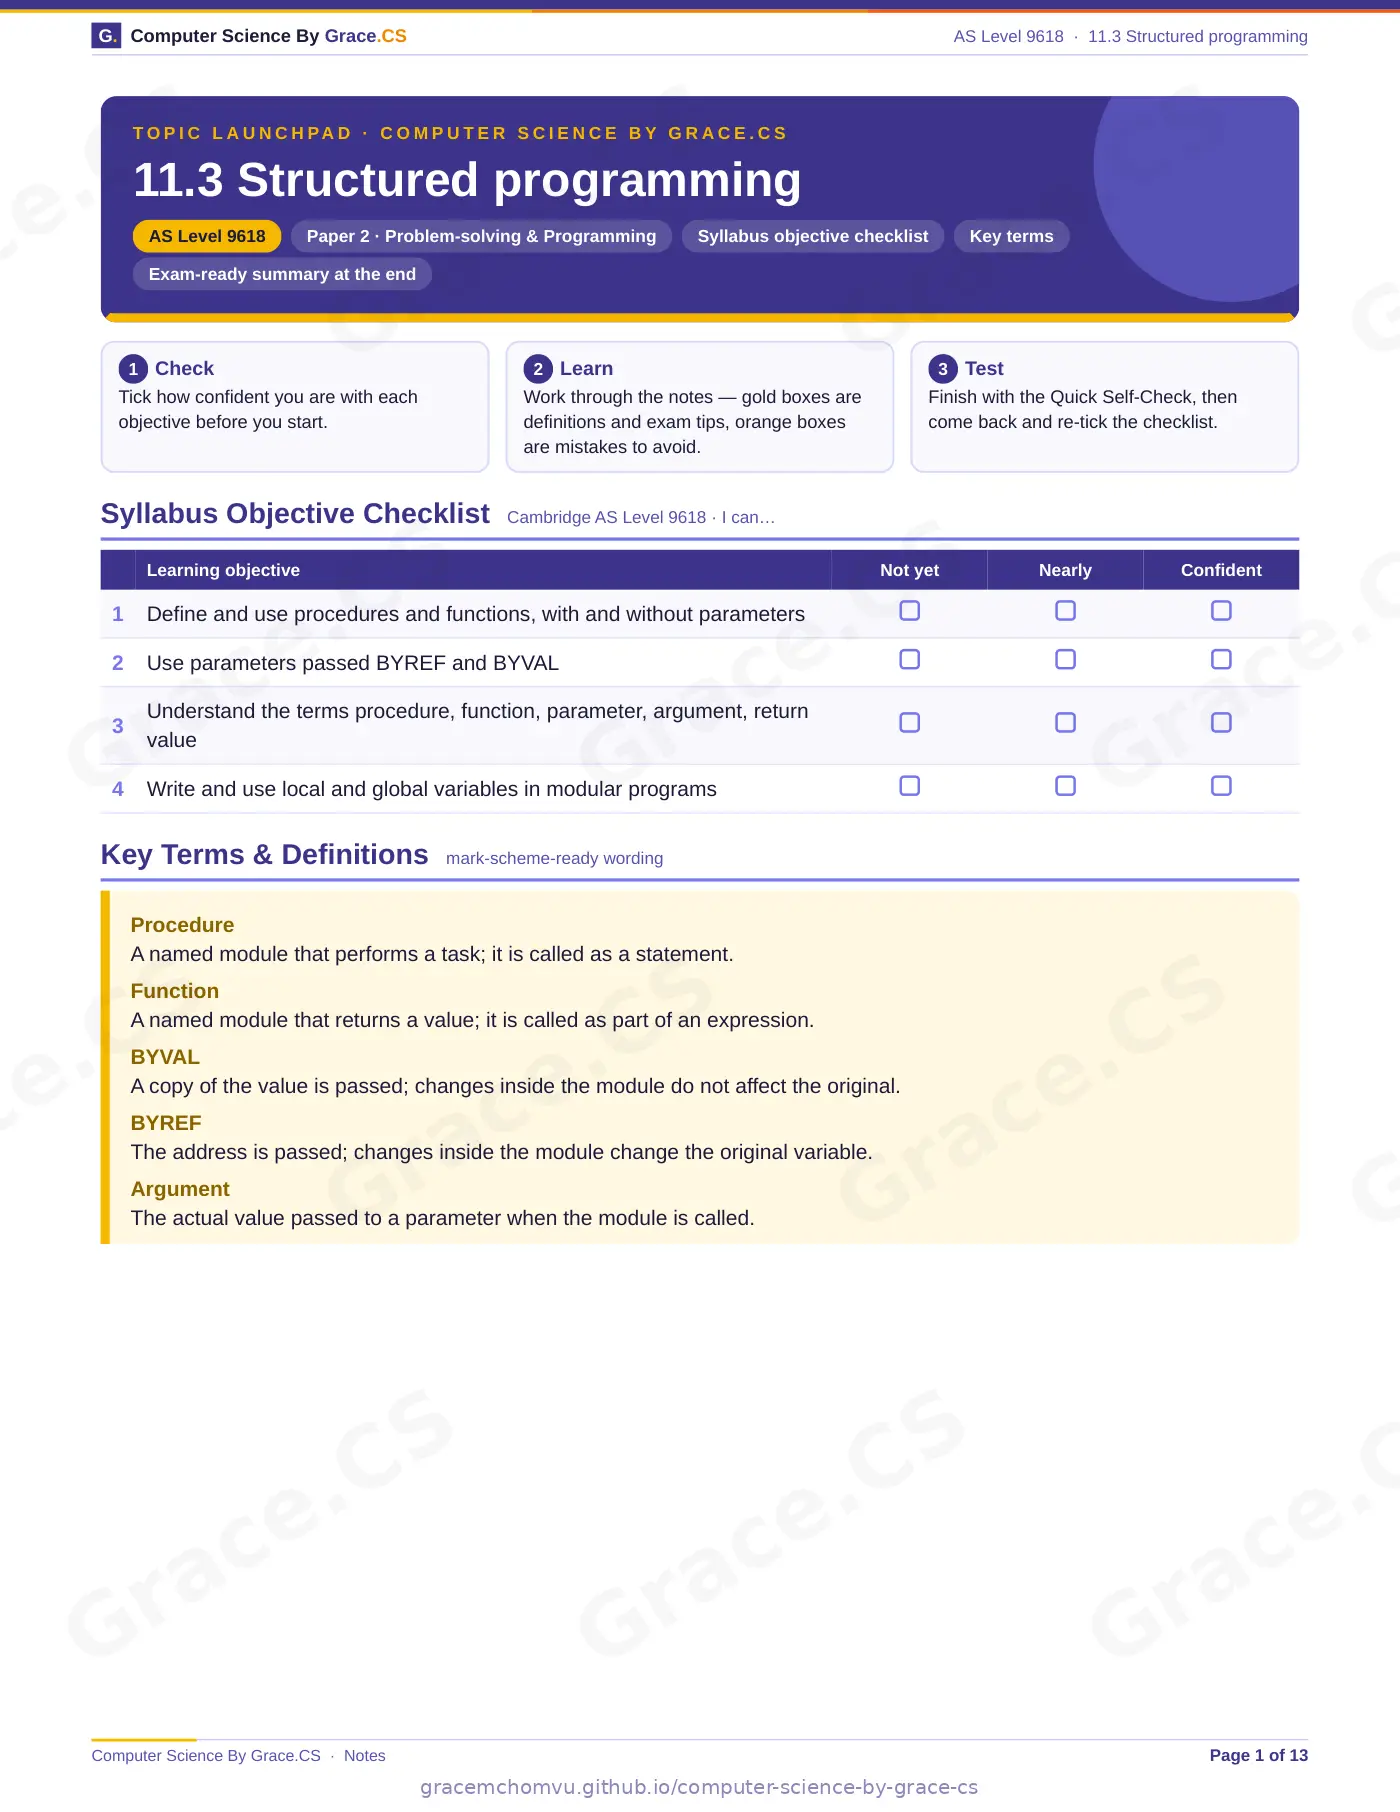 G. Computer Science By Grace.CS
AS Level 9618 · 11.3 Structured programming
TOPIC LAUNCHPAD · COMPUTER SCIENCE BY GRACE.CS
11.3 Structured programming
AS Level 9618 Paper 2 · Problem-solving & Programming Syllabus objective checklist Key terms
Exam-ready summary at the end
1 Check
Tick how confident you are with each
objective before you start.
2 Learn
Work through the notes — gold boxes are
definitions and exam tips, orange boxes
are mistakes to avoid.
3 Test
Finish with the Quick Self-Check, then
come back and re-tick the checklist.
Syllabus Objective Checklist Cambridge AS Level 9618 · I can…
Learning objective Not yet Nearly Confident
1 Define and use procedures and functions, with and without parameters
2 Use parameters passed BYREF and BYVAL
3 Understand the terms procedure, function, parameter, argument, return
value
4 Write and use local and global variables in modular programs
Key Terms & Definitions mark-scheme-ready wording
Procedure
A named module that performs a task; it is called as a statement.
Function
A named module that returns a value; it is called as part of an expression.
BYVAL
A copy of the value is passed; changes inside the module do not affect the original.
BYREF
The address is passed; changes inside the module change the original variable.
Argument
The actual value passed to a parameter when the module is called.
Grace.CS Grace.CS Grace.CS
Computer Science By Grace.CS · Notes
Page 1 of 13
gracemchomvu.github.io/computer-science-by-grace-cs